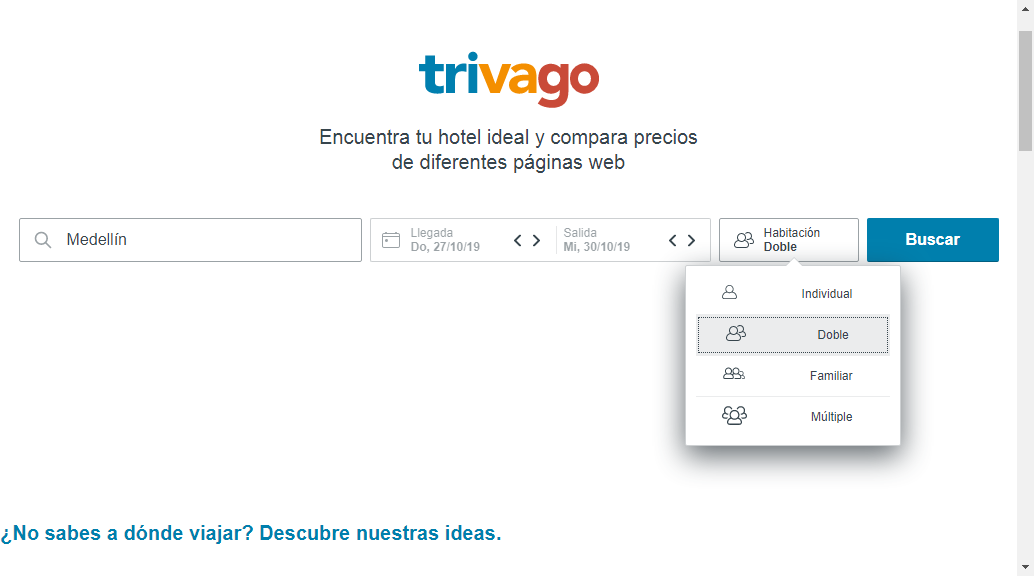 trivago
Encuentra tu hotel ideal y compara precios
de diferentes páginas web
Medellín
Llegada
Do, 27/10/19
Salida
Mi, 30/10/19
Habitación
Doble
Buscar
Individual
Doble
Familiar
Múltiple
¿No sabes a dónde viajar? Descubre nuestras ideas.